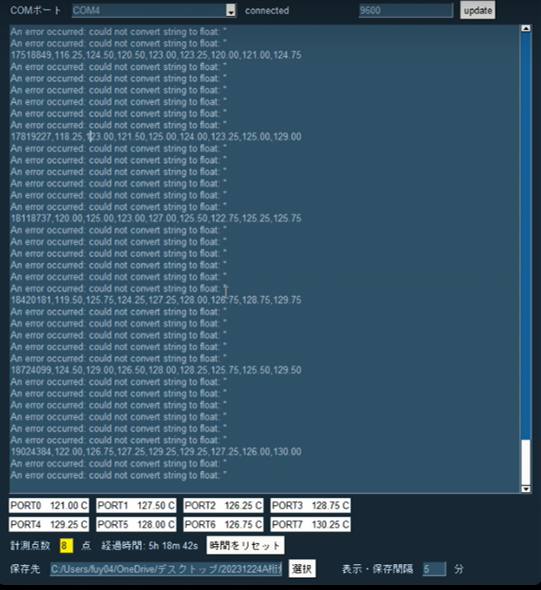 COMポート COM4 connected 9600 update
An error occurred: could not convert string to float: ''
An error occurred: could not convert string to float: ''
17518849,116.25,124.50,120.50,123.00,123.25,120.00,121.00,124.75
An error occurred: could not convert string to float: ''
An error occurred: could not convert string to float: ''
An error occurred: could not convert string to float: ''
An error occurred: could not convert string to float: ''
An error occurred: could not convert string to float: ''
An error occurred: could not convert string to float: ''
17819227,118.25,123.00,121.50,125.00,124.00,123.25,125.00,129.00
An error occurred: could not convert string to float: ''
An error occurred: could not convert string to float: ''
An error occurred: could not convert string to float: ''
An error occurred: could not convert string to float: ''
An error occurred: could not convert string to float: ''
An error occurred: could not convert string to float: ''
18118737,120.00,125.00,123.00,127.00,125.50,122.75,125.25,125.75
An error occurred: could not convert string to float: ''
An error occurred: could not convert string to float: ''
An error occurred: could not convert string to float: ''
An error occurred: could not convert string to float: ''
An error occurred: could not convert string to float: ''
An error occurred: could not convert string to float: ''
18420181,119.50,125.75,124.25,127.25,128.00,126.75,128.75,129.75
An error occurred: could not convert string to float: ''
An error occurred: could not convert string to float: ''
An error occurred: could not convert string to float: ''
An error occurred: could not convert string to float: ''
An error occurred: could not convert string to float: ''
18724099,124.50,129.00,126.50,128.00,128.25,125.75,125.50,129.50
An error occurred: could not convert string to float: ''
An error occurred: could not convert string to float: ''
An error occurred: could not convert string to float: ''
An error occurred: could not convert string to float: ''
An error occurred: could not convert string to float: ''
An error occurred: could not convert string to float: ''
19024384,122.00,126.75,127.25,129.25,129.25,127.25,126.00,130.00
An error occurred: could not convert string to float: ''
An error occurred: could not convert string to float: ''
PORT0 121.00 C PORT1 127.50 C PORT2 126.25 C PORT3 128.75 C
PORT4 129.25 C PORT5 128.00 C PORT6 126.75 C PORT7 130.25 C
計測点数 8 点 経過時間: 5h 18m 42s 時間をリセット
保存先 C:/Users/fuy04/OneDrive/デスクトップ/20231224A 選択 表示・保存間隔 5 分